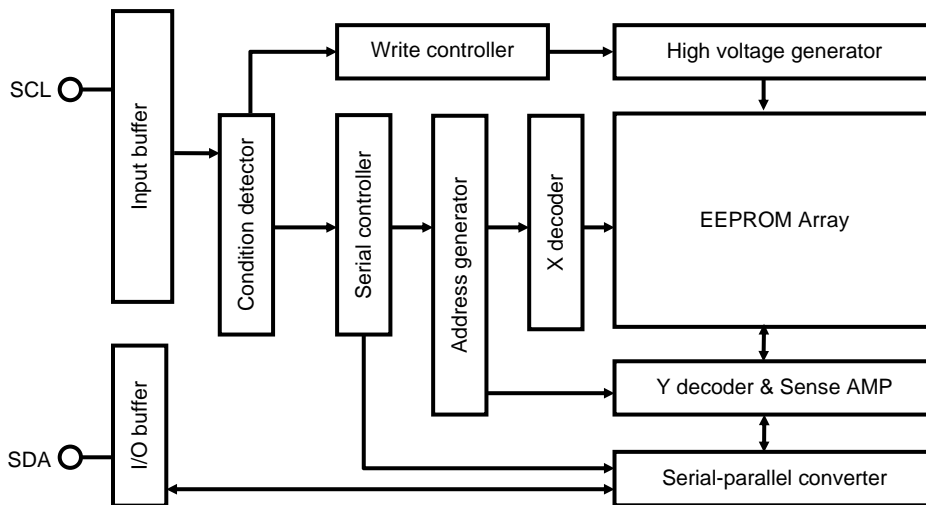 Write controller
High voltage generator
SCL
Input buffer
Condition detector
Serial controller
Address generator
X decoder
EEPROM Array
Y decoder & Sense AMP
SDA
I/O buffer
Serial-parallel converter